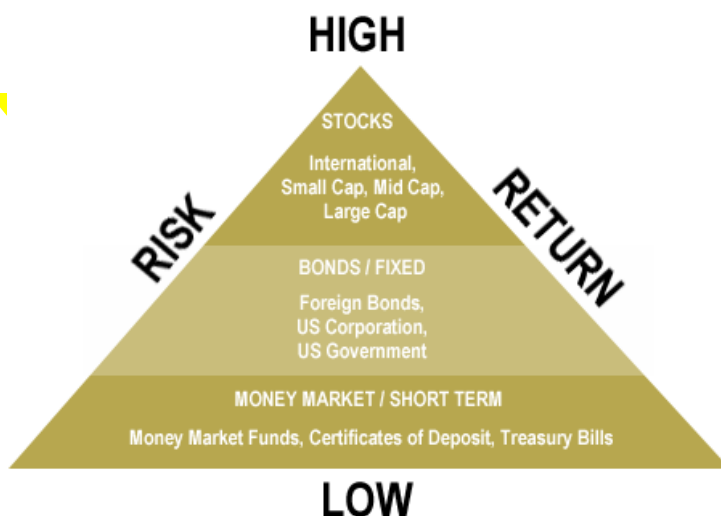 HIGH
STOCKS
International,
Small Cap, Mid Cap,
Large Cap
RISK
RETURN
BONDS / FIXED
Foreign Bonds,
US Corporation,
US Government
MONEY MARKET / SHORT TERM
Money Market Funds, Certificates of Deposit, Treasury Bills
LOW